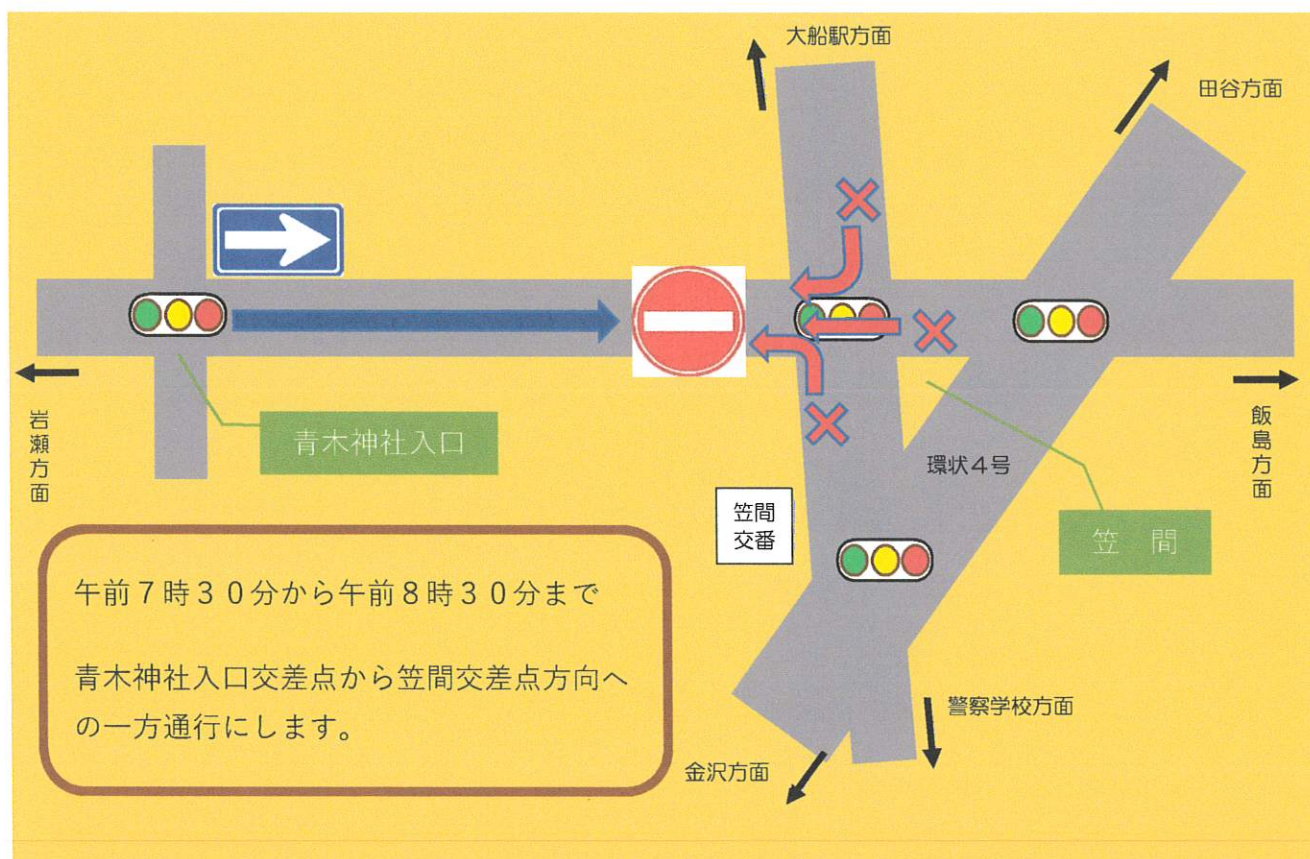 大船駅方面
田谷方面
岩瀬方面
青木神社入口
飯島方面
環状４号
笠間
交番
笠　間
午前７時３０分から午前８時３０分まで
青木神社入口交差点から笠間交差点方向へ
の一方通行にします。
警察学校方面
金沢方面